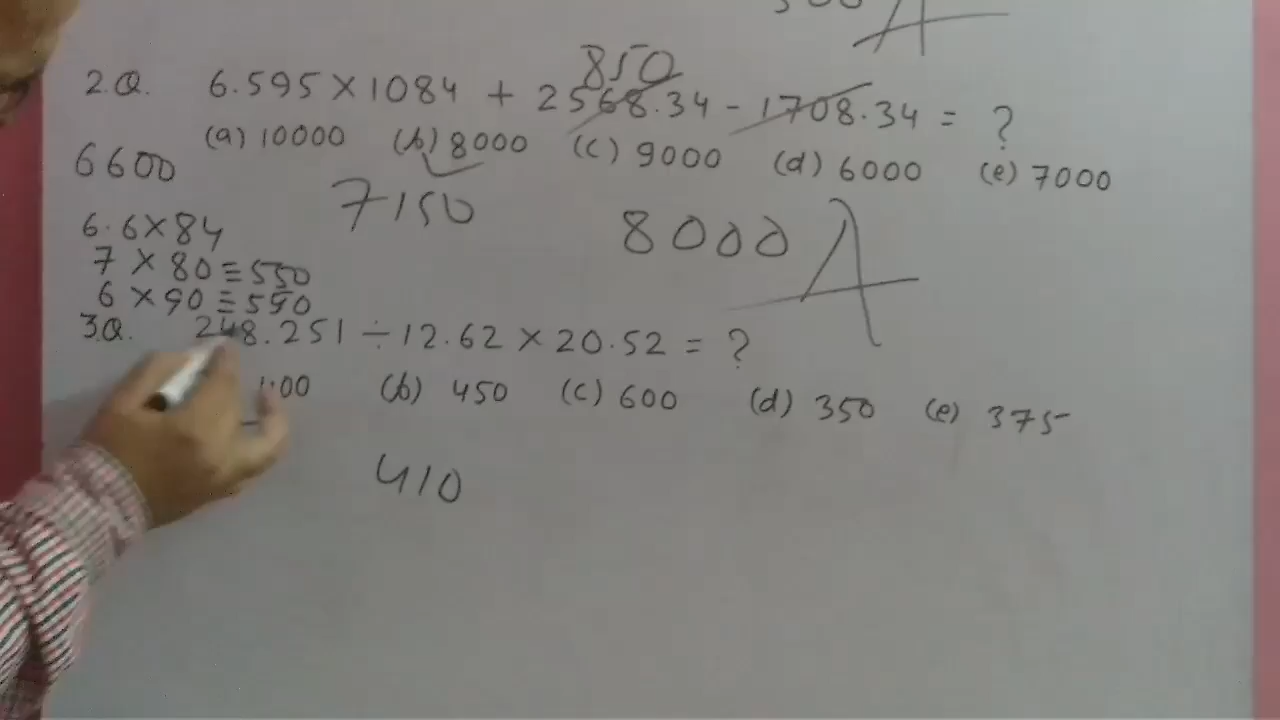 850
2.Q. 6.595 × 1084 + 2568.34 - 1708.34 = ?
(a) 10000 (b) 8000 (c) 9000 (d) 6000 (e) 7000
6600
7150 8000
6.6×84
7 × 80 ≡ 550
6 × 90 ≡ 590
3.Q. 248.251 ÷ 12.62 × 20.52 = ?
(b) 450 (c) 600 (d) 350 (e) 375
410